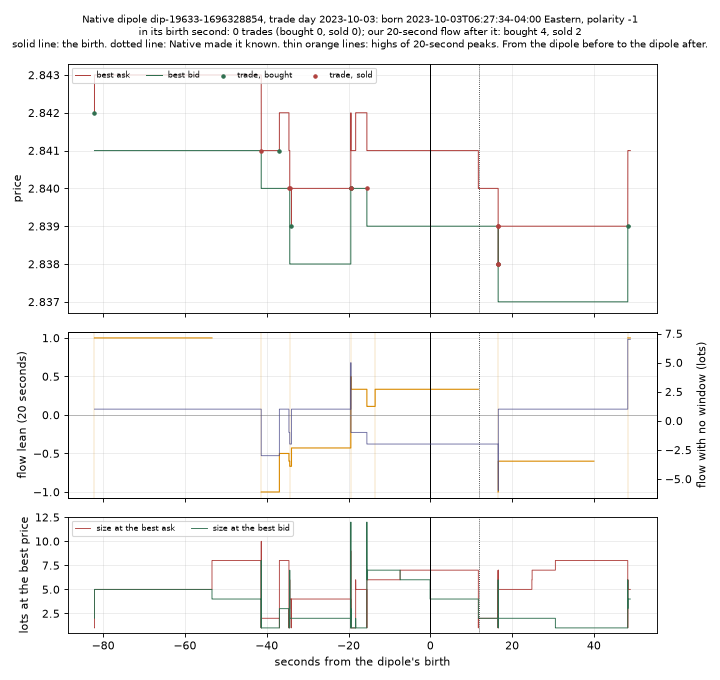 Native dipole dip-19633-1696328854, trade day 2023-10-03: born 2023-10-03T06:27:34-04:00 Eastern, polarity -1
in its birth second: 0 trades (bought 0, sold 0); our 20-second flow after it: bought 4, sold 2
solid line: the birth. dotted line: Native made it known. thin orange lines: highs of 20-second peaks. From the dipole before to the dipole after.
best ask best bid trade, bought trade, sold
2.843
2.842
2.841
2.840
2.839
2.838
2.837
price
1.0
0.5
0.0
−0.5
−1.0
flow lean (20 seconds)
7.5
5.0
2.5
0.0
−2.5
−5.0
flow with no window (lots)
size at the best ask size at the best bid
12.5
10.0
7.5
5.0
2.5
lots at the best price
−80 −60 −40 −20 0 20 40
seconds from the dipole's birth